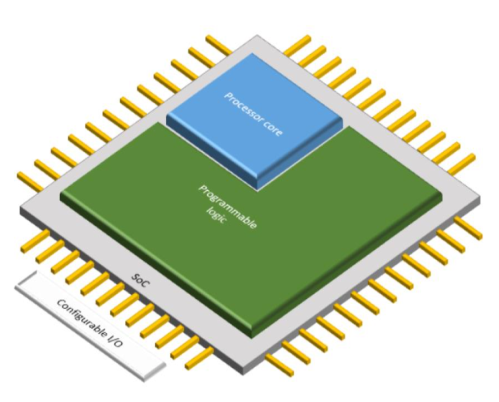 Processor core
Programmable
logic
SoC
Configurable I/O